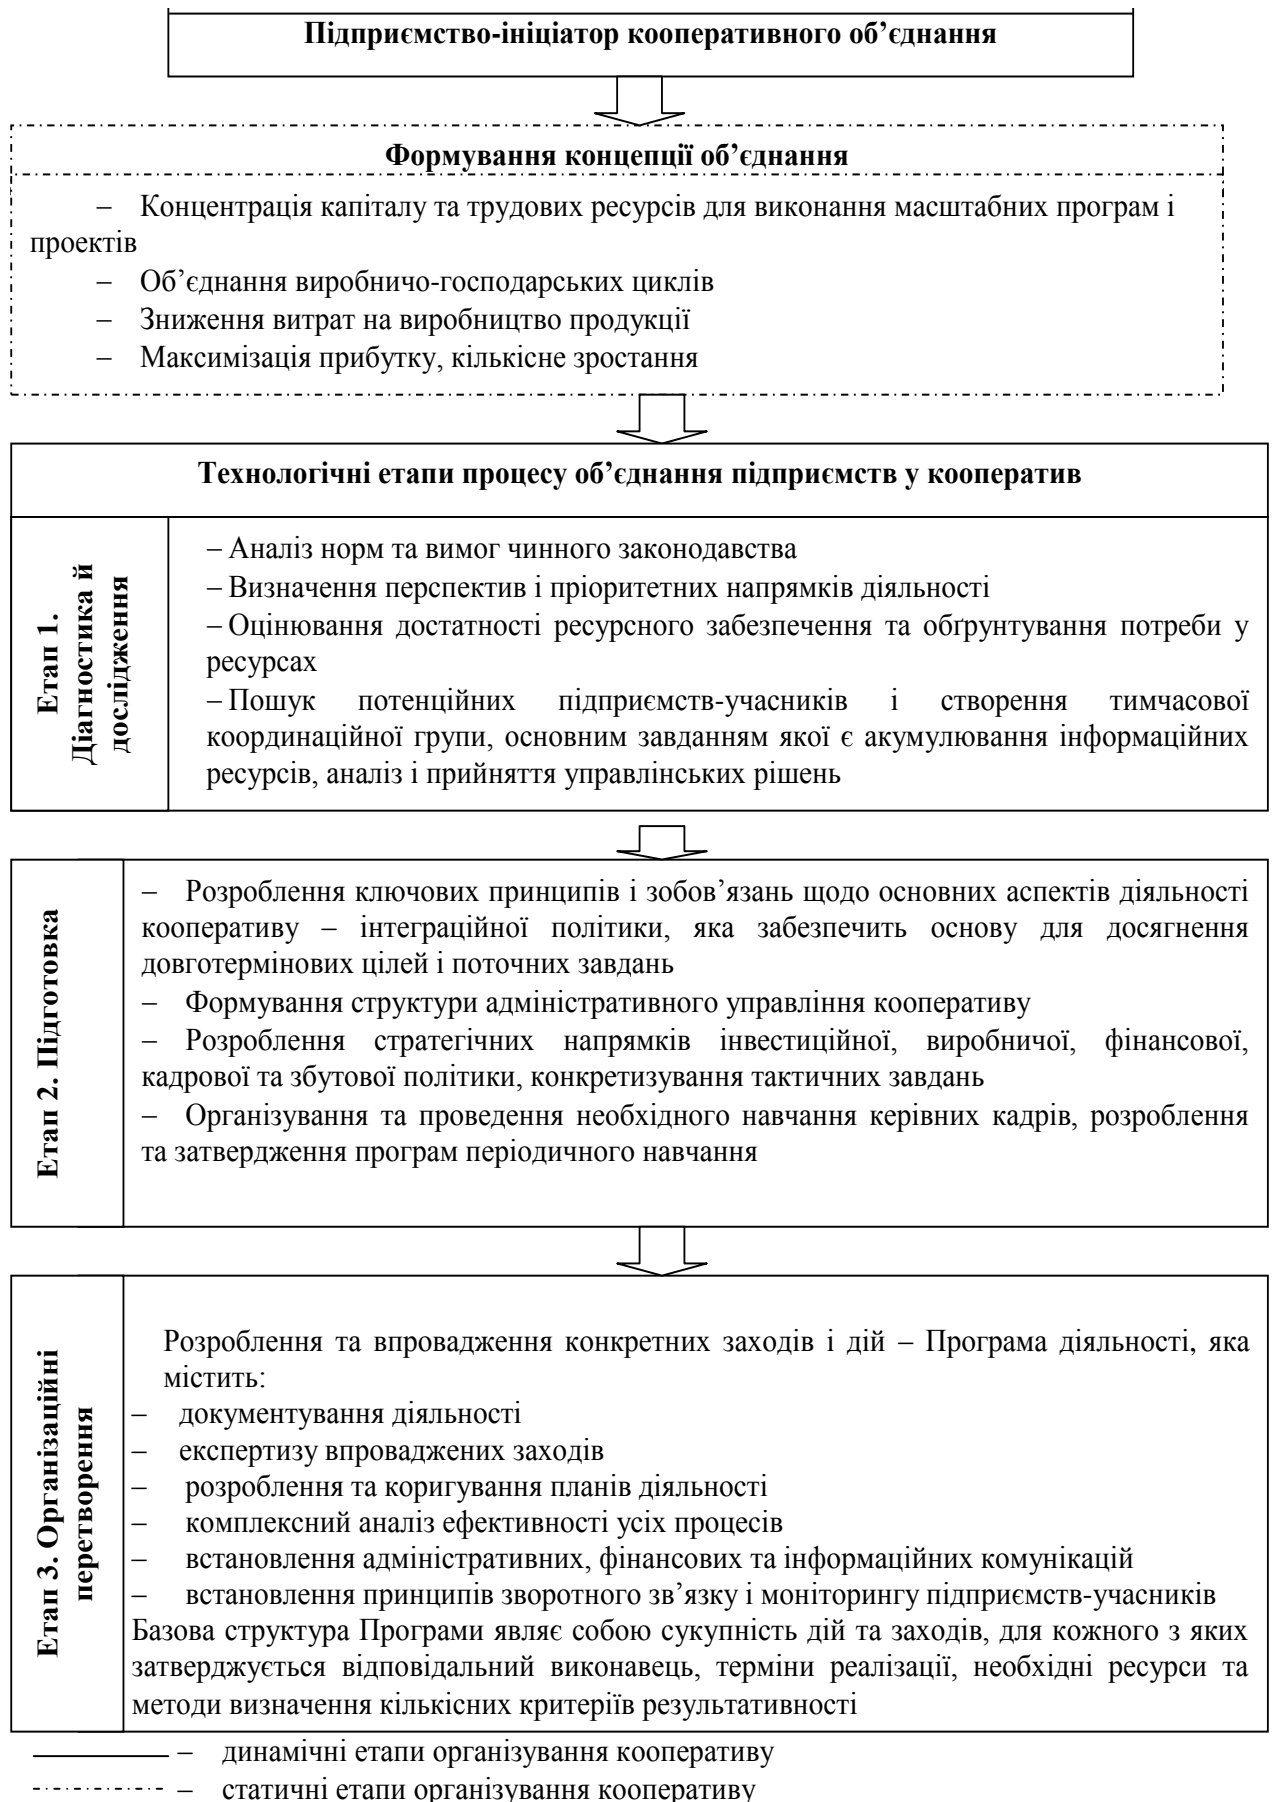 Підприємство-ініціатор кооперативного об’єднання
Формування концепції об’єднання
– Концентрація капіталу та трудових ресурсів для виконання масштабних програм і
проектів
– Об’єднання виробничо-господарських циклів
– Зниження витрат на виробництво продукції
– Максимізація прибутку, кількісне зростання
Технологічні етапи процесу об’єднання підприємств у кооператив
Етап 1.
Діагностика й
дослідження
– Аналіз норм та вимог чинного законодавства
– Визначення перспектив і пріоритетних напрямків діяльності
– Оцінювання достатності ресурсного забезпечення та обґрунтування потреби у
ресурсах
– Пошук потенційних підприємств-учасників і створення тимчасової
координаційної групи, основним завданням якої є акумулювання інформаційних
ресурсів, аналіз і прийняття управлінських рішень
Етап 2. Підготовка
– Розроблення ключових принципів і зобов’язань щодо основних аспектів діяльності
кооперативу – інтеграційної політики, яка забезпечить основу для досягнення
довготермінових цілей і поточних завдань
– Формування структури адміністративного управління кооперативу
– Розроблення стратегічних напрямків інвестиційної, виробничої, фінансової,
кадрової та збутової політики, конкретизування тактичних завдань
– Організування та проведення необхідного навчання керівних кадрів, розроблення
та затвердження програм періодичного навчання
Етап 3. Організаційні
перетворення
Розроблення та впровадження конкретних заходів і дій – Програма діяльності, яка
містить:
– документування діяльності
– експертизу впроваджених заходів
– розроблення та коригування планів діяльності
– комплексний аналіз ефективності усіх процесів
– встановлення адміністративних, фінансових та інформаційних комунікацій
– встановлення принципів зворотного зв’язку і моніторингу підприємств-учасників
Базова структура Програми являє собою сукупність дій та заходів, для кожного з яких
затверджується відповідальний виконавець, терміни реалізації, необхідні ресурси та
методи визначення кількісних критеріїв результативності
– динамічні етапи організування кооперативу
– статичні етапи організування кооперативу